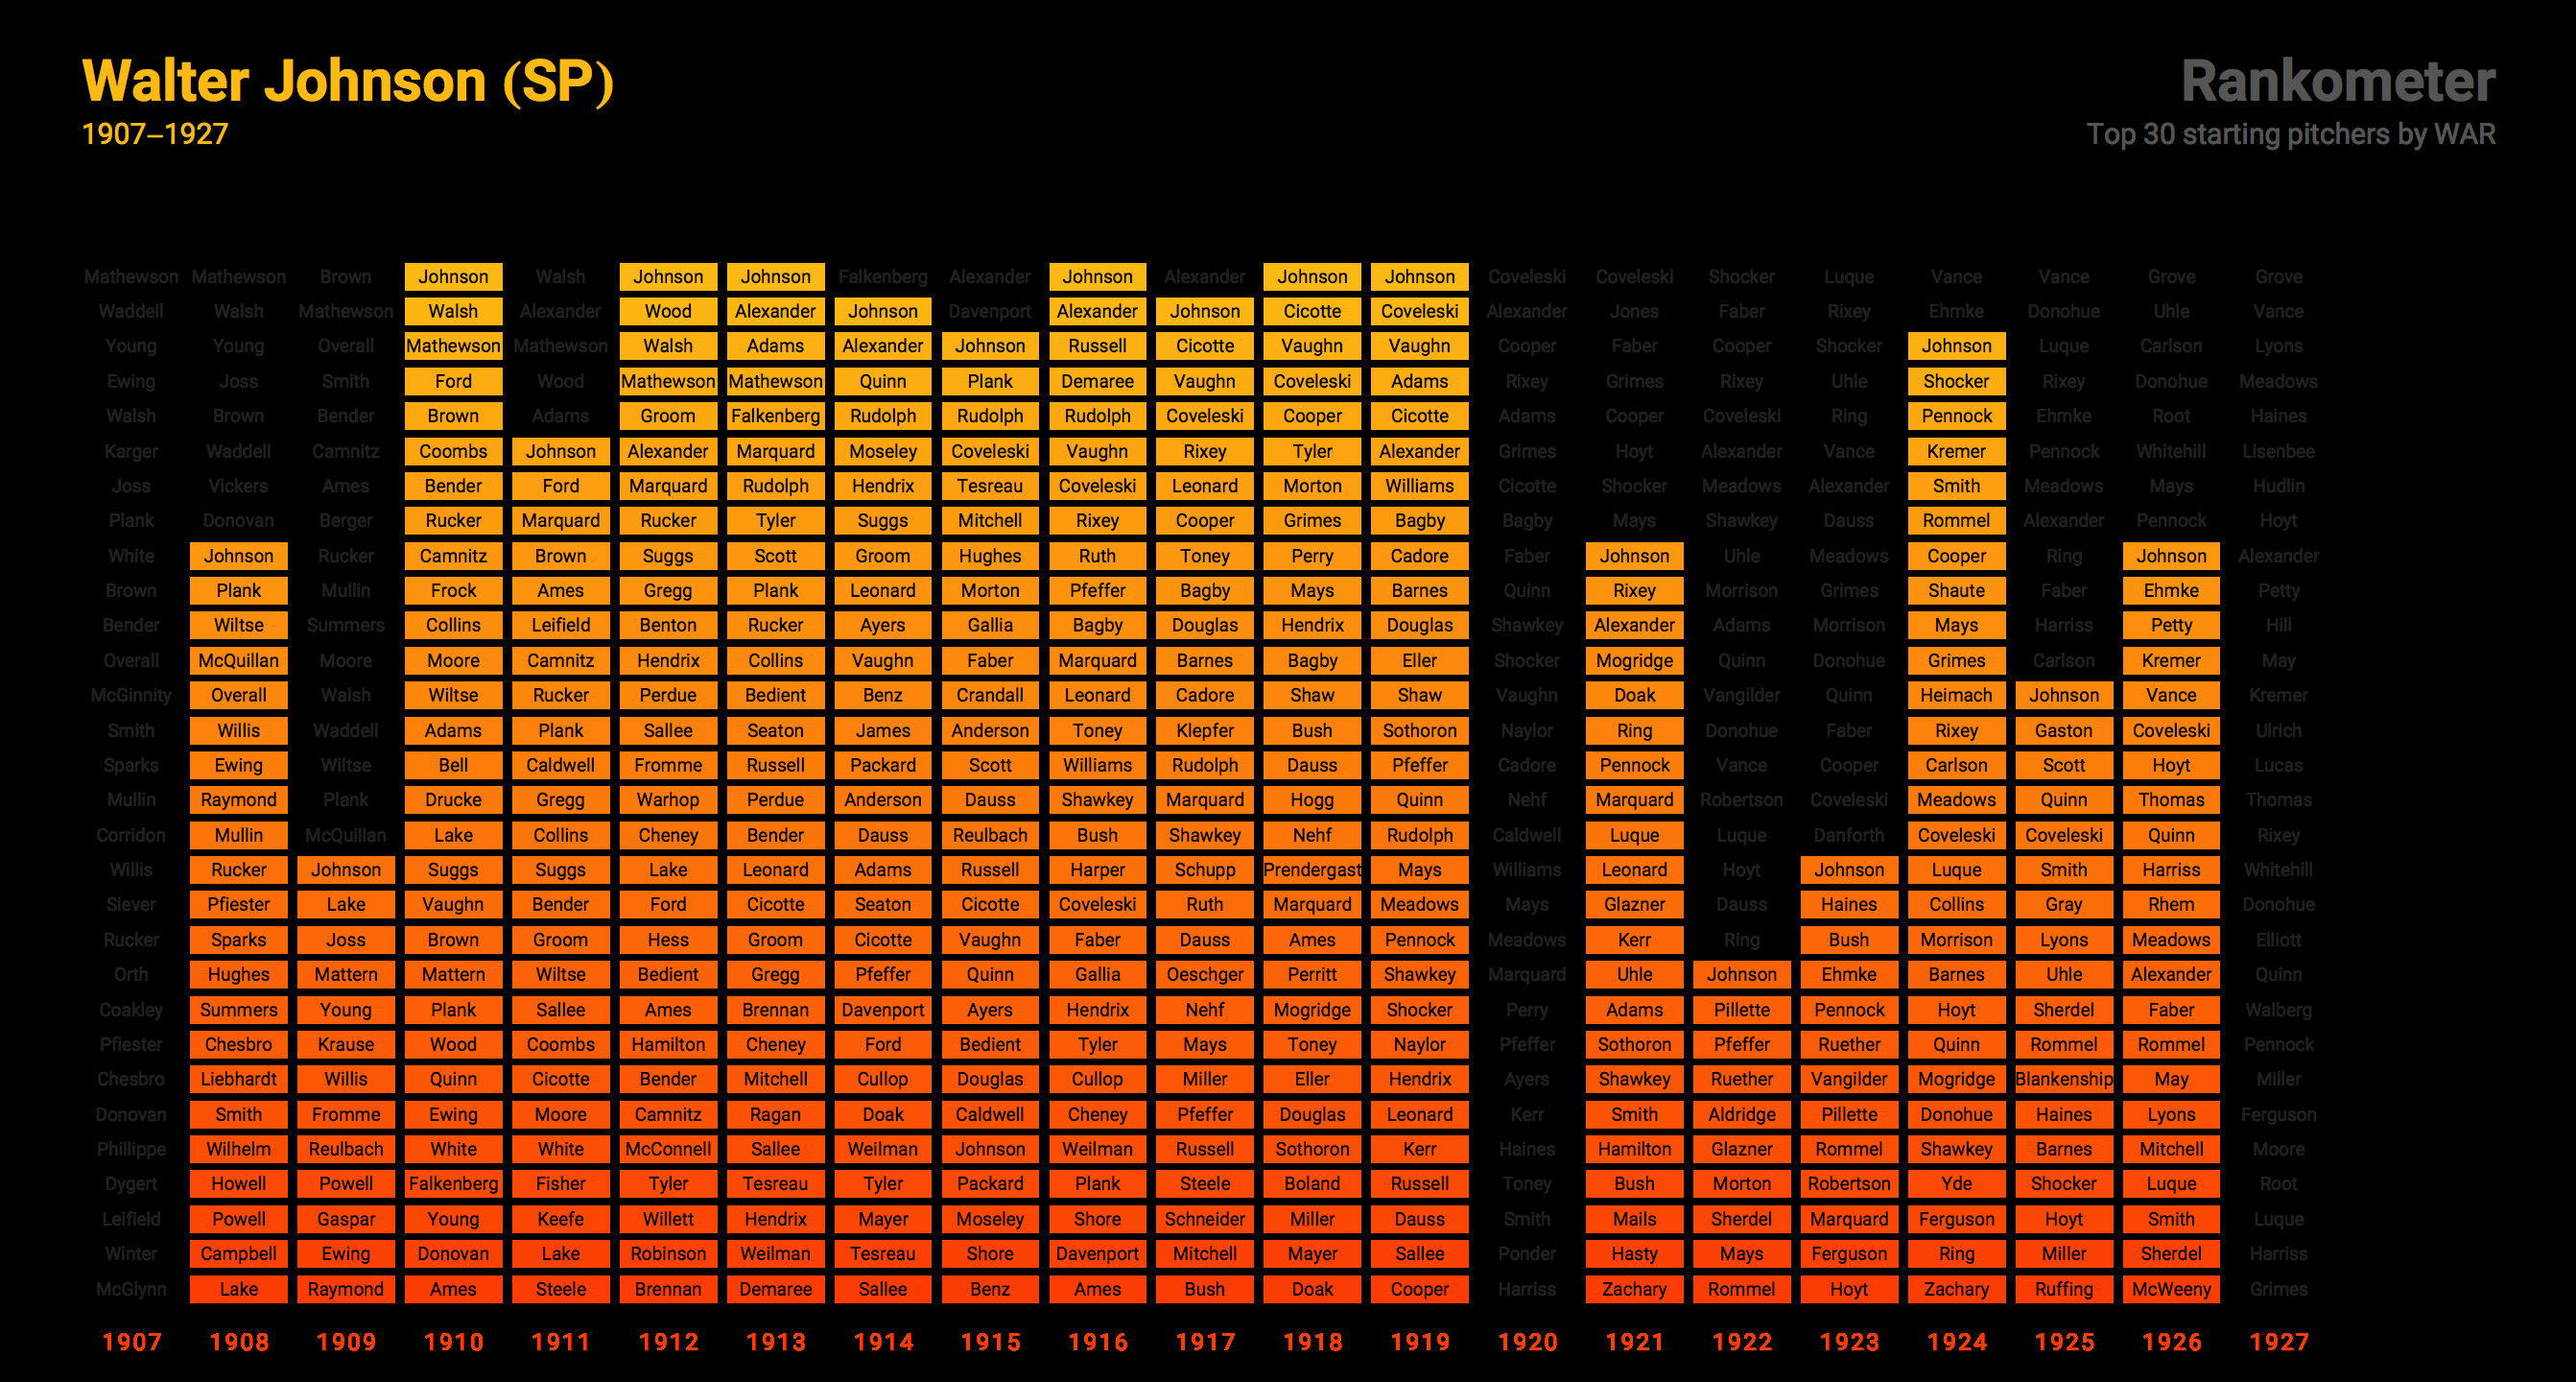 Walter Johnson (SP)
1907–1927
Rankometer
Top 30 starting pitchers by WAR
Mathewson Mathewson Brown Johnson Walsh Johnson Johnson Falkenberg Alexander Johnson Alexander Johnson Johnson Coveleski Coveleski Shocker Luque Vance Vance Grove Grove
Waddell Walsh Mathewson Walsh Alexander Wood Alexander Johnson Davenport Alexander Johnson Cicotte Coveleski Alexander Jones Faber Rixey Ehmke Donohue Uhle Vance
Young Young Overall Mathewson Mathewson Walsh Adams Alexander Johnson Russell Cicotte Vaughn Vaughn Cooper Faber Cooper Shocker Johnson Luque Carlson Lyons
Ewing Joss Smith Ford Wood Mathewson Mathewson Quinn Plank Demaree Vaughn Coveleski Adams Rixey Grimes Rixey Uhle Shocker Rixey Donohue Meadows
Walsh Brown Bender Brown Adams Groom Falkenberg Rudolph Rudolph Rudolph Coveleski Cooper Cicotte Adams Cooper Coveleski Ring Pennock Ehmke Root Haines
Karger Waddell Camnitz Coombs Johnson Alexander Marquard Moseley Coveleski Vaughn Rixey Tyler Alexander Grimes Hoyt Alexander Vance Kremer Pennock Whitehill Lisenbee
Joss Vickers Ames Bender Ford Marquard Rudolph Hendrix Tesreau Coveleski Leonard Morton Williams Cicotte Shocker Meadows Alexander Smith Meadows Mays Hudlin
Plank Donovan Berger Rucker Marquard Rucker Tyler Suggs Mitchell Rixey Cooper Grimes Bagby Bagby Mays Shawkey Dauss Rommel Alexander Pennock Hoyt
White Johnson Rucker Camnitz Brown Suggs Scott Groom Hughes Ruth Toney Perry Cadore Faber Johnson Uhle Meadows Cooper Ring Johnson Alexander
Brown Plank Mullin Frock Ames Gregg Plank Leonard Morton Pfeffer Bagby Mays Barnes Quinn Rixey Morrison Grimes Shaute Faber Ehmke Petty
Bender Wiltse Summers Collins Leifield Benton Rucker Ayers Gallia Bagby Douglas Hendrix Douglas Shawkey Alexander Adams Morrison Mays Harriss Petty Hill
Overall McQuillan Moore Moore Camnitz Hendrix Collins Vaughn Faber Marquard Barnes Bagby Eller Shocker Mogridge Quinn Donohue Grimes Carlson Kremer May
McGinnity Overall Walsh Wiltse Rucker Perdue Bedient Benz Crandall Leonard Cadore Shaw Shaw Vaughn Doak Vangilder Quinn Heimach Johnson Vance Kremer
Smith Willis Waddell Adams Plank Sallee Seaton James Anderson Toney Klepfer Bush Sothoron Naylor Ring Donohue Faber Rixey Gaston Coveleski Ulrich
Sparks Ewing Wiltse Bell Caldwell Fromme Russell Packard Scott Williams Rudolph Dauss Pfeffer Cadore Pennock Vance Cooper Carlson Scott Hoyt Lucas
Mullin Raymond Plank Drucke Gregg Warhop Perdue Anderson Dauss Shawkey Marquard Hogg Quinn Nehf Marquard Robertson Coveleski Meadows Quinn Thomas Thomas
Corridon Mullin McQuillan Lake Collins Cheney Bender Dauss Reulbach Bush Shawkey Nehf Rudolph Caldwell Luque Luque Danforth Coveleski Coveleski Quinn Rixey
Willis Rucker Johnson Suggs Suggs Lake Leonard Adams Russell Harper Schupp Prendergast Mays Williams Leonard Hoyt Johnson Luque Smith Harriss Whitehill
Slever Pfiester Lake Vaughn Bender Ford Cicotte Seaton Cicotte Coveleski Ruth Marquard Meadows Mays Glazner Dauss Haines Collins Gray Rhem Donohue
Rucker Sparks Joss Brown Groom Hess Groom Cicotte Vaughn Faber Dauss Ames Pennock Meadows Kerr Ring Bush Morrison Lyons Meadows Elliott
Orth Hughes Mattern Mattern Wiltse Bedient Gregg Pfeffer Quinn Gallia Oeschger Perritt Shawkey Marquard Uhle Johnson Ehmke Barnes Uhle Alexander Quinn
Coakley Summers Young Plank Sallee Ames Brennan Davenport Ayers Hendrix Nehf Mogridge Shocker Perry Adams Pillette Pennock Hoyt Sherdel Faber Walberg
Pfiester Chesbro Krause Wood Coombs Hamilton Cheney Ford Bedient Tyler Mays Toney Naylor Pfeffer Sothoron Pfeffer Ruether Quinn Rommel Rommel Pennock
Chesbro Liebhardt Willis Quinn Cicotte Bender Mitchell Cullop Douglas Cullop Miller Eller Hendrix Ayers Shawkey Ruether Vangilder Mogridge Blankenship May Miller
Donovan Smith Fromme Ewing Moore Camnitz Ragan Doak Caldwell Cheney Pfeffer Douglas Leonard Kerr Smith Aldridge Pillette Donohue Haines Lyons Ferguson
Phillippe Wilhelm Reulbach White White McConnell Sallee Weilman Johnson Weilman Russell Sothoron Kerr Haines Hamilton Glazner Rommel Shawkey Barnes Mitchell Moore
Dygert Howell Powell Falkenberg Fisher Tyler Tesreau Tyler Packard Plank Steele Boland Russell Toney Bush Morton Robertson Yde Shocker Luque Root
Leifield Powell Gaspar Young Keefe Willett Hendrix Mayer Moseley Shore Schneider Miller Dauss Smith Mails Sherdel Marquard Ferguson Hoyt Smith Luque
Winter Campbell Ewing Donovan Lake Robinson Weilman Tesreau Shore Davenport Mitchell Mayer Sallee Ponder Hasty Mays Ferguson Ring Miller Sherdel Harriss
McGlynn Lake Raymond Ames Steele Brennan Demaree Sallee Benz Ames Bush Doak Cooper Harriss Zachary Rommel Hoyt Zachary Ruffing McWeeny Grimes
1907 1908 1909 1910 1911 1912 1913 1914 1915 1916 1917 1918 1919 1920 1921 1922 1923 1924 1925 1926 1927